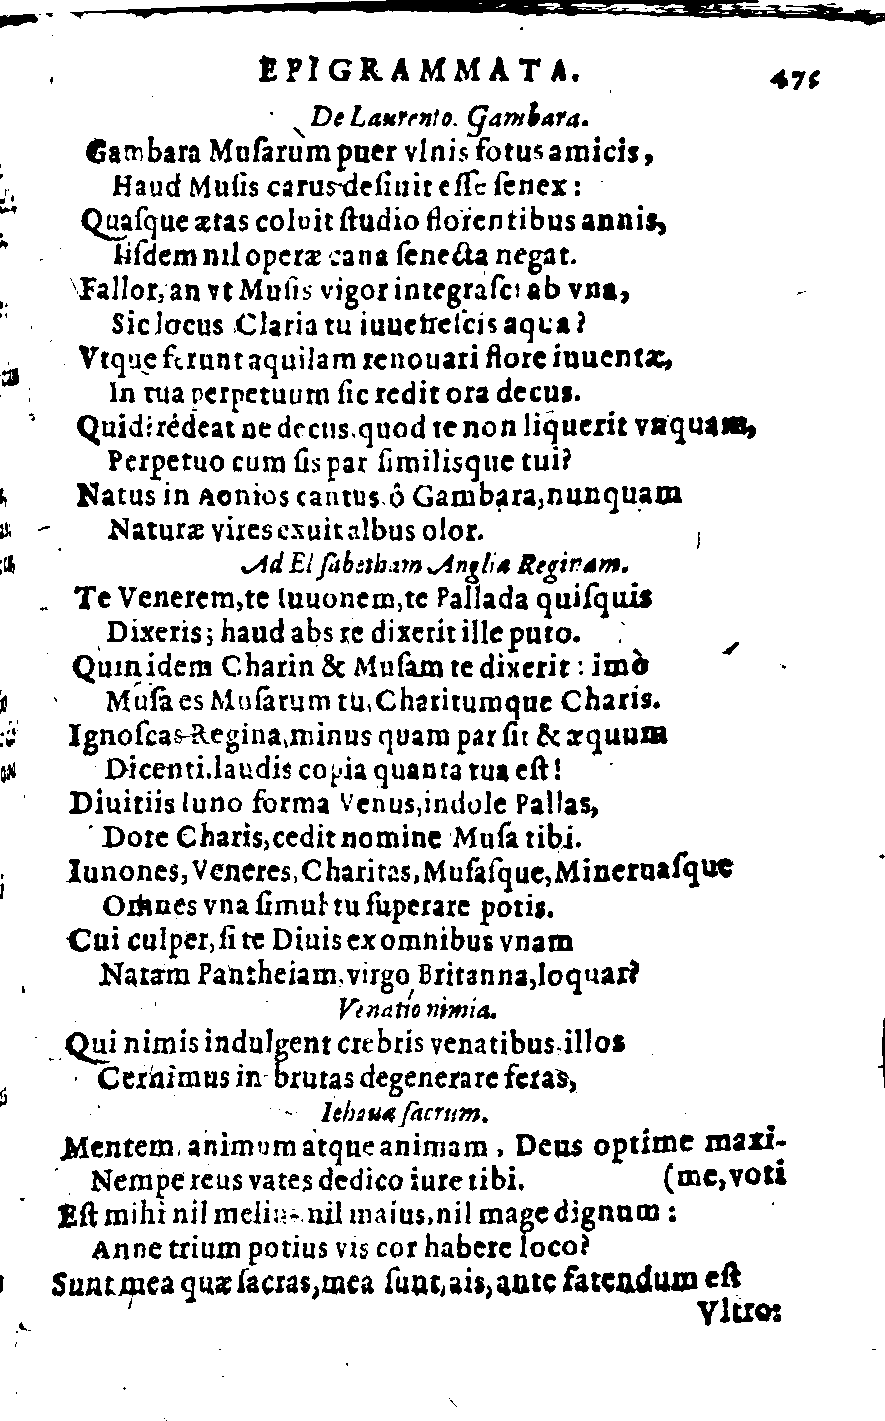 EPIGRAMMATA. 475
De Laurento. Gambara.
Gambara Muſarum puer vlnis fotus amicis,
Haud Muſis carus deſinit eſſe ſenex:
Quaſque ætas coluit ſtudio florentibus annis,
Iiſdem nil operæ cana ſenecta negat.
Fallor, an vt Muſis vigor integraſcit ab vna,
Sic locus Claria tu iuueneſcis aqua?
Vtque ferunt aquilam renouari flore iuuentæ,
In tua perpetuum ſic redit ora decus.
Quid? rédeat ne decus, quod te non liquerit vnquam,
Perpetuo cum ſis par ſimilisque tui?
Natus in Aonios cantus, ô Gambara, nunquam
Naturæ vires exuit albus olor.
Ad Elſabetham Angliæ Reginam.
Te Venerem, te Iuuonem, te Pallada quiſquis
Dixeris; haud abs re dixerit ille puto.
Quin idem Charin & Muſam te dixerit: imò
Muſa es Muſarum tu, Charitumque Charis.
Ignoſcas Regina, minus quam par ſit & æquum
Dicenti. laudis copia quanta tua eſt!
Diuitiis Iuno forma Venus, indole Pallas,
Dote Charis, cedit nomine Muſa tibi.
Iunones, Veneres, Charitas, Muſaſque, Mineruaſque
Omnes vna ſimul tu ſuperare potis.
Cui culper, ſi te Diuis ex omnibus vnam
Natam Pantheiam, virgo Britanna, loquar?
Venatio nimia.
Qui nimis indulgent crebris venatibus, illos
Cernimus in brutas degenerare feras,
Iehouæ ſacrum.
Mentem, animum atque animam, Deus optime maxi-
Nempe reus vates dedico iure tibi. (me, voti
Eſt mihi nil melius, nil maius, nil mage dignum:
Anne trium potius vis cor habere loco?
Sunt mea quæ ſacras, mea ſunt, ais, ante fatendum eſt
Vltro: